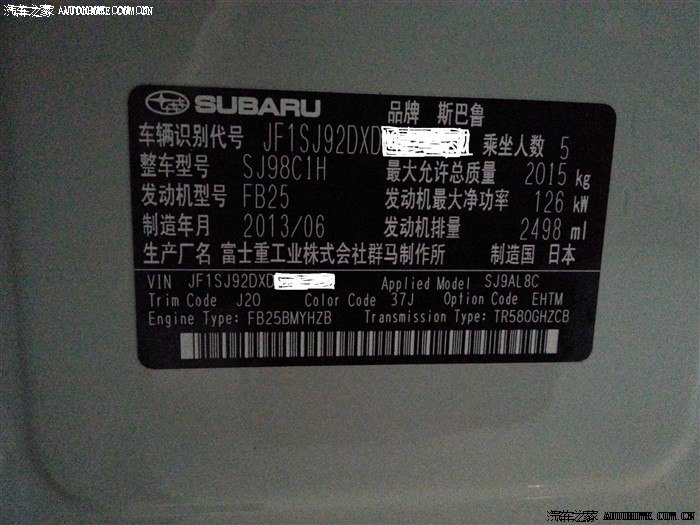 汽车之家 AUTOHOME.COM.CN
SUBARU 品牌 斯巴鲁
车辆识别代号 JF1SJ92DXD 乘坐人数 5
整车型号 SJ98C1H 最大允许总质量 2015 kg
发动机型号 FB25 发动机最大净功率 126 kW
制造年月 2013/06 发动机排量 2498 ml
生产厂名 富士重工业株式会社群马制作所 制造国 日本
VIN JF1SJ92DXD Applied Model SJ9AL8C
Trim Code J20 Color Code 37J Option Code EHTM
Engine Type: FB25BMYHZB Transmission Type: TR580GHZCB
汽车之家 AUTOHOME.COM.CN